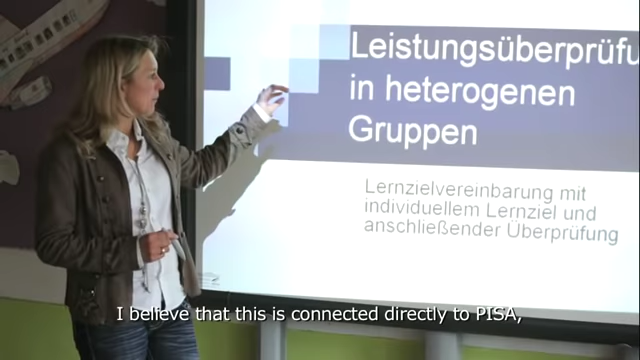 Leistungsüberprüfu
in heterogenen
Gruppen
Lernzielvereinbarung mit
individuellem Lernziel und
anschließender Überprüfung
I believe that this is connected directly to PISA,